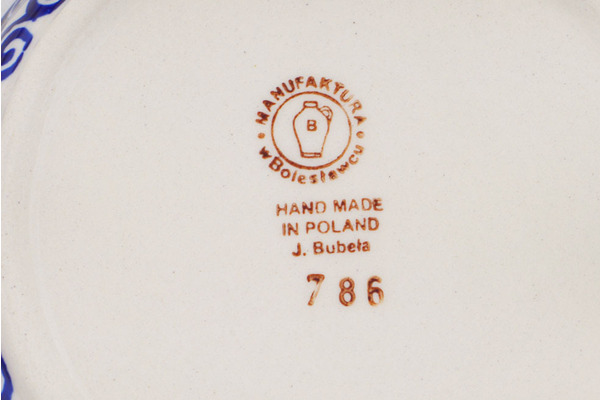 MANUFAKTURA
B
w Bolesławcu
HAND MADE
IN POLAND
J. Bubeła
786